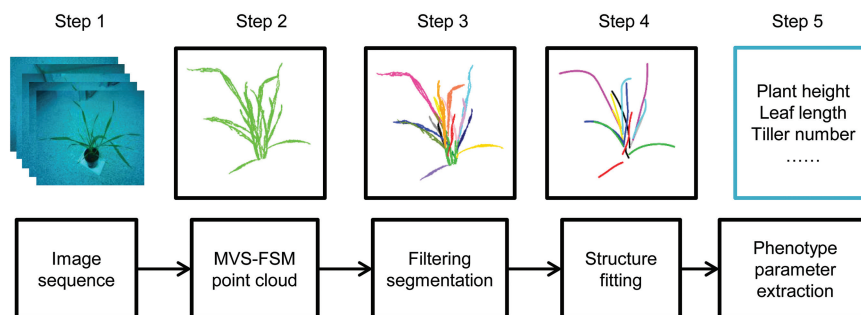 Step 1
Step 2
Step 3
Step 4
Step 5
Plant height
Leaf length
Tiller number
……
Image
sequence
MVS-FSM
point cloud
Filtering
segmentation
Structure
fitting
Phenotype
parameter
extraction